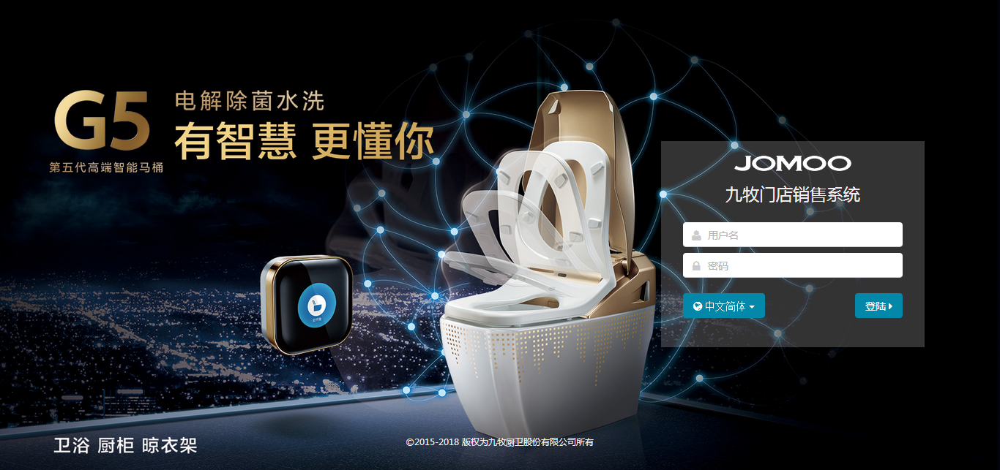 G5
电解除菌水洗
有智慧 更懂你
第五代高端智能马桶
JOMOO
九牧门店销售系统
用户名
密码
中文简体
登陆
卫浴 厨柜 晾衣架
©2015-2018 版权为九牧厨卫股份有限公司所有